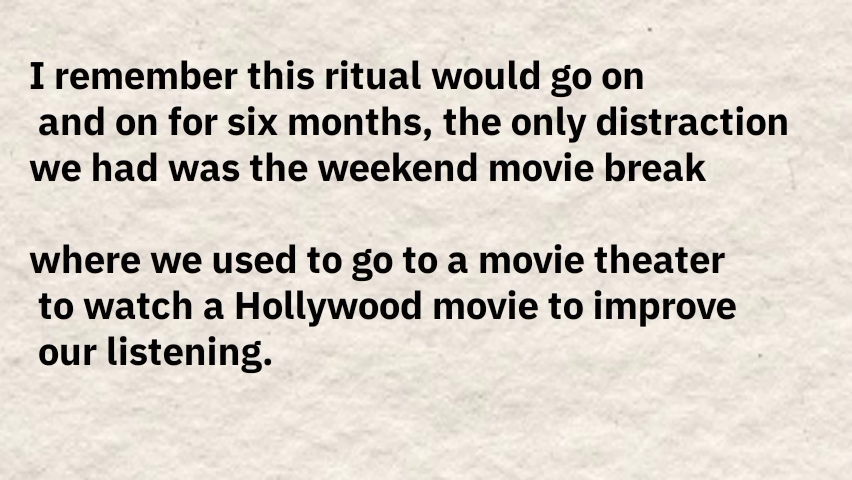 I remember this ritual would go on
and on for six months, the only distraction
we had was the weekend movie break
where we used to go to a movie theater
to watch a Hollywood movie to improve
our listening.